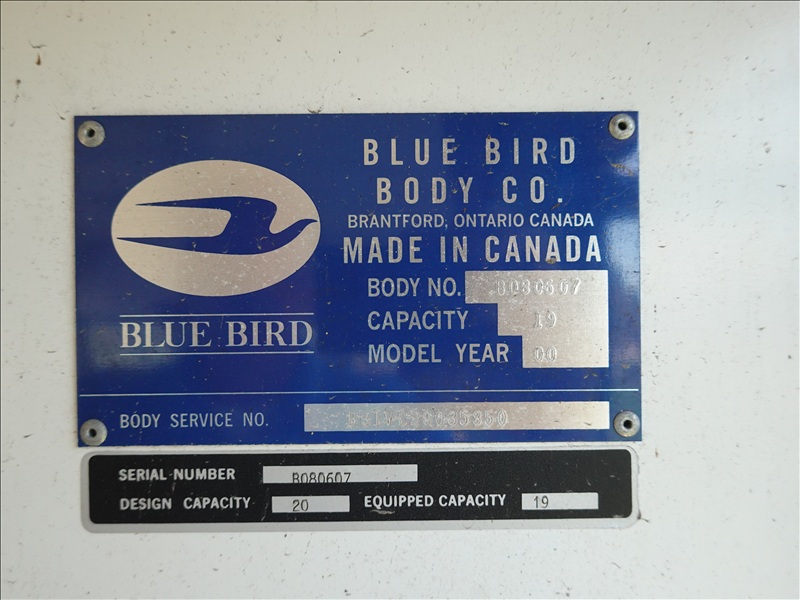 BLUE BIRD
BODY CO.
BRANTFORD, ONTARIO CANADA
MADE IN CANADA
BODY NO. B080607
CAPACITY 19
MODEL YEAR 00
BLUE BIRD
BODY SERVICE NO.
SERIAL NUMBER B080607
DESIGN CAPACITY 20 EQUIPPED CAPACITY 19